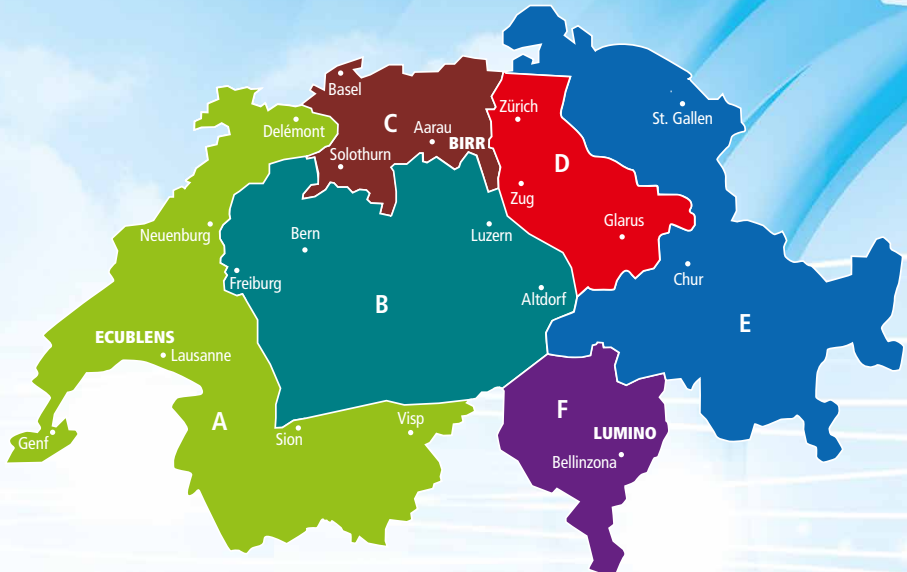 Basel
Zürich
St. Gallen
Delémont
C
Aarau
BIRR
Solothurn
D
Zug
Neuenburg
Bern
Luzern
Glarus
Freiburg
Chur
B
Altdorf
E
ECUBLENS
Lausanne
A
Visp
F
Genf
Sion
LUMINO
Bellinzona